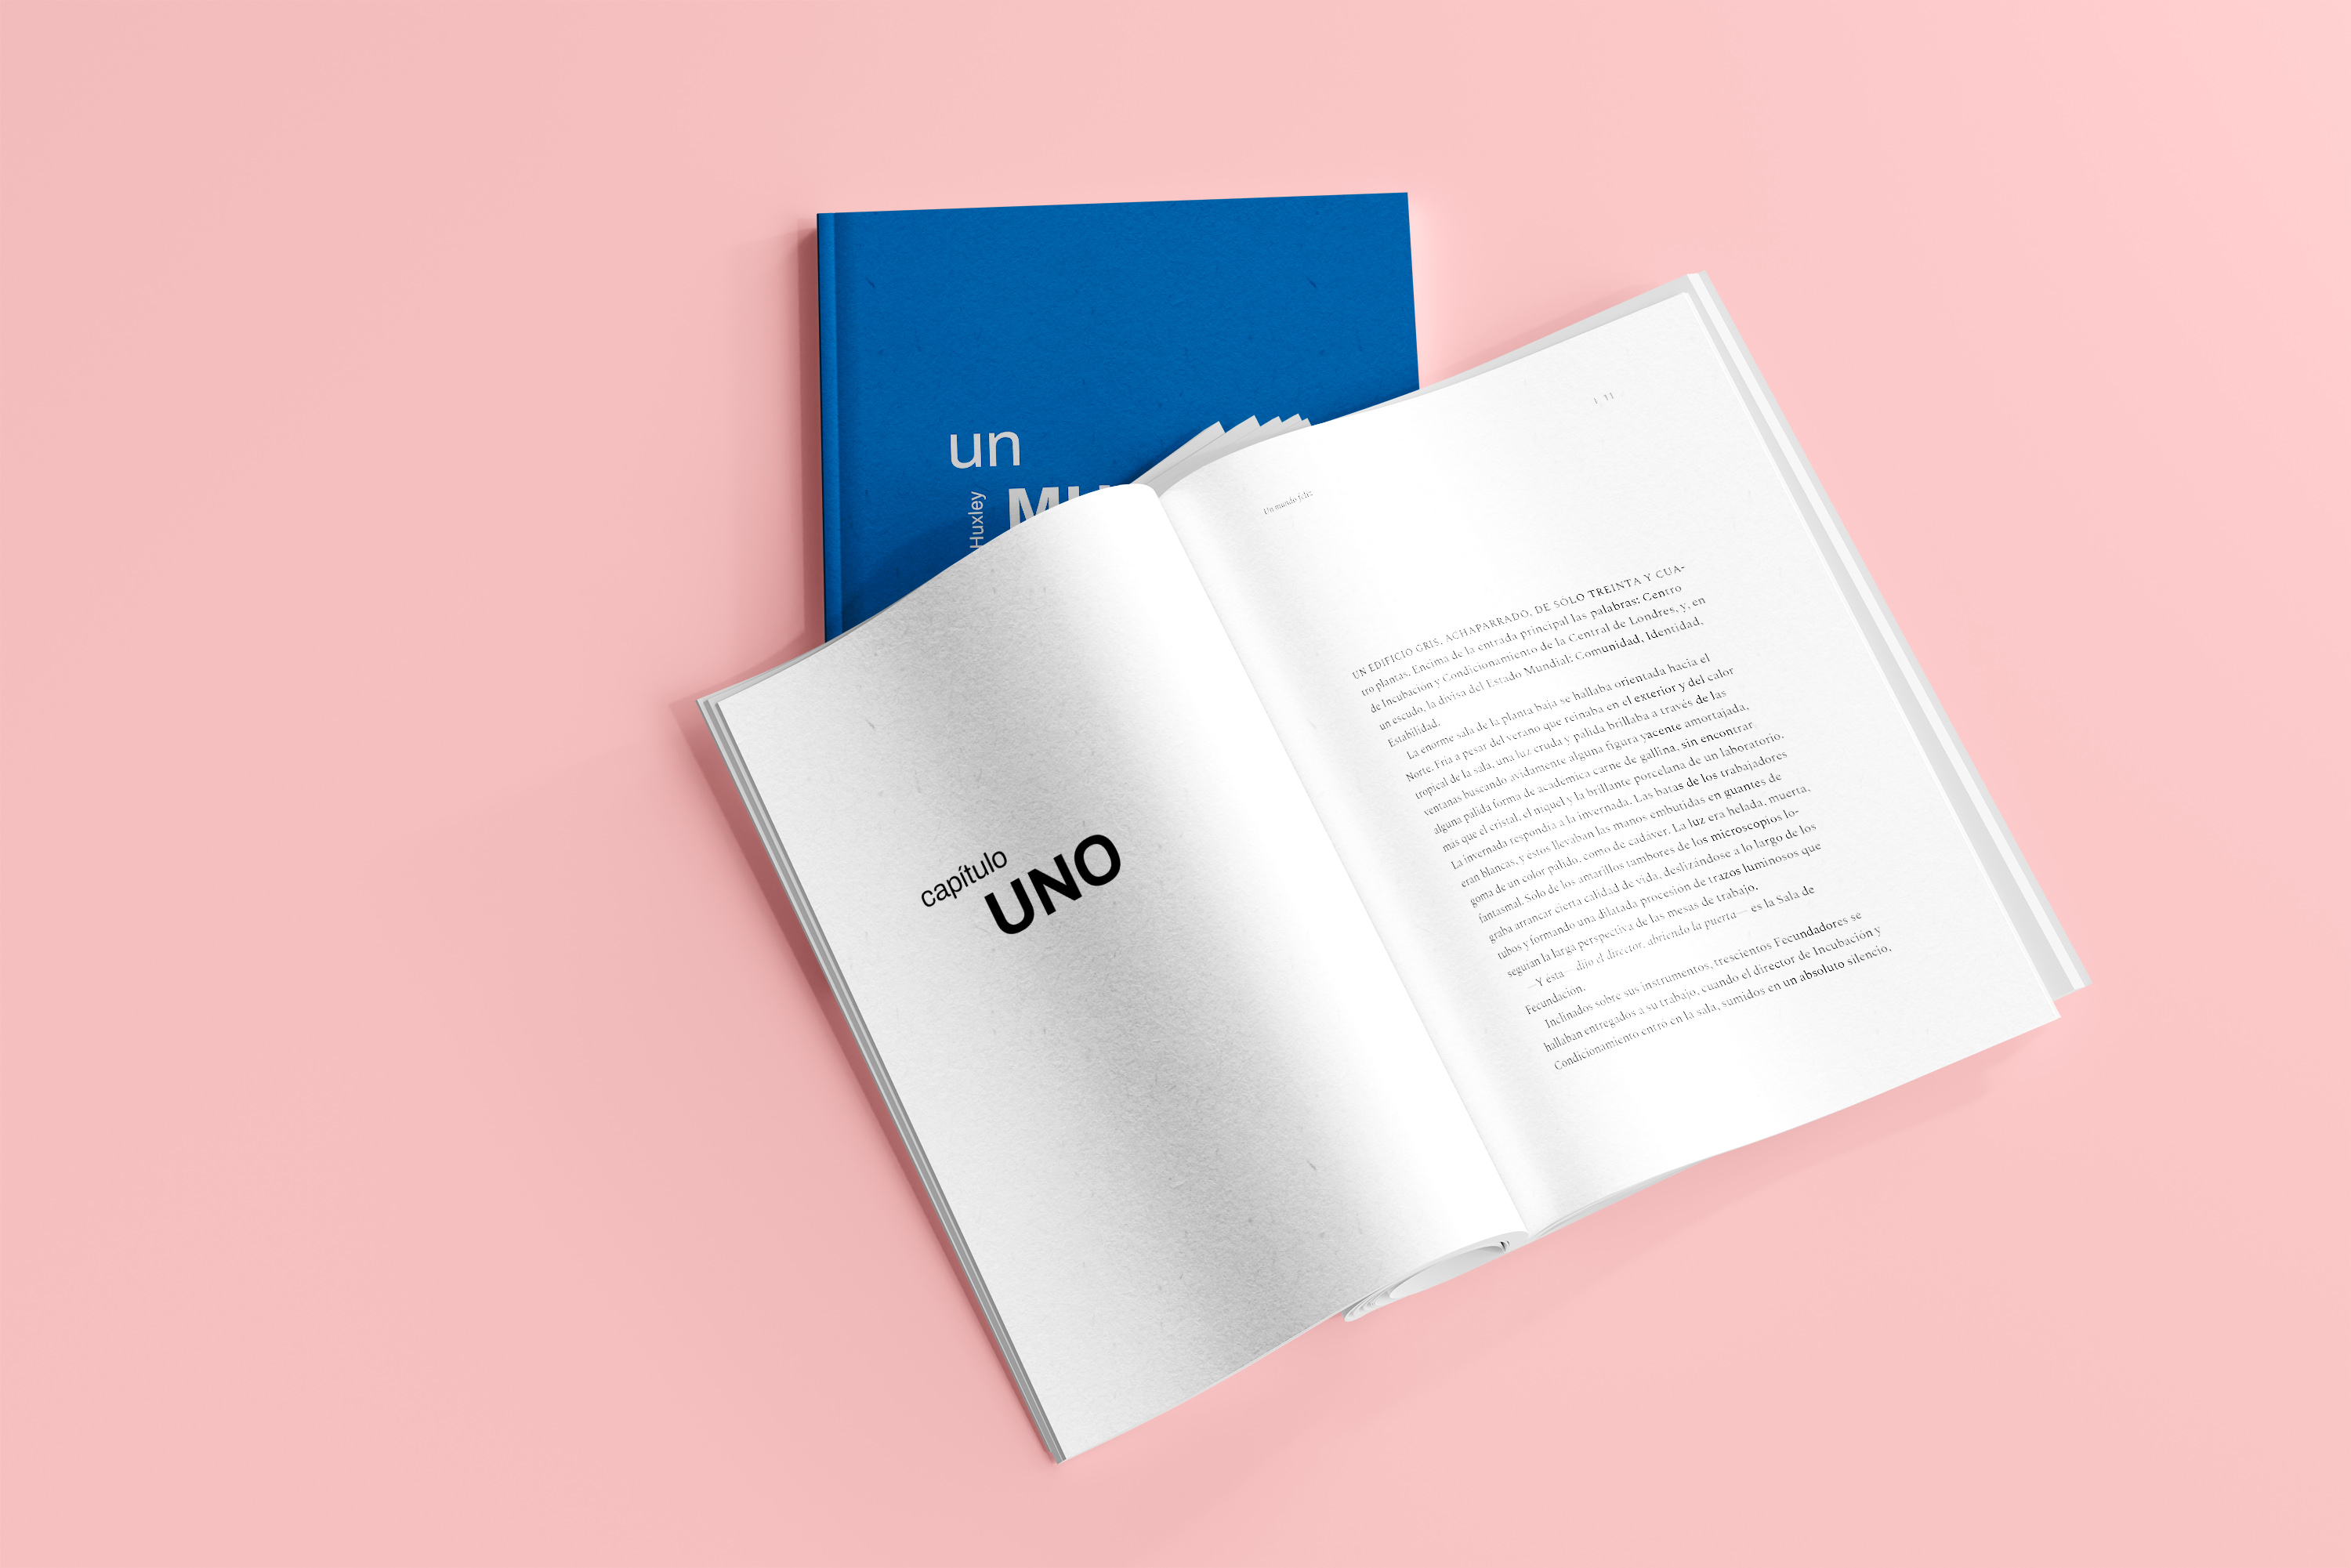 un
MU
Huxley
capítulo
UNO
Un mundo feliz
UN EDIFICIO GRIS, ACHAPARRADO, DE SÓLO TREINTA Y CUA-
tro plantas. Encima de la entrada principal las palabras: Centro
de Incubación y Condicionamiento de la Central de Londres, y, en
un escudo, la divisa del Estado Mundial: Comunidad, Identidad,
Estabilidad.
La enorme sala de la planta baja se hallaba orientada hacia el
Norte. Fría a pesar del verano que reinaba en el exterior y del calor
tropical de la sala, una luz cruda y pálida brillaba a través de las
ventanas buscando ávidamente alguna figura yacente amortajada,
alguna pálida forma de académica carne de gallina, sin encontrar
mas que el cristal, el níquel y la brillante porcelana de un laboratorio.
La invernada respondía a la invernada. Las batas de los trabajadores
eran blancas, y éstos llevaban las manos embutidas en guantes de
goma de un color pálido, como de cadáver. La luz era helada, muerta,
fantasmal. Sólo de los amarillos tambores de los microscopios lo-
graba arrancar cierta calidad de vida, deslizándose a lo largo de los
tubos y formando una dilatada procesión de trazos luminosos que
seguían la larga perspectiva de las mesas de trabajo.
—Y ésta— dijo el director, abriendo la puerta— es la Sala de
Fecundación.
Inclinados sobre sus instrumentos, trescientos Fecundadores se
hallaban entregados a su trabajo, cuando el director de Incubación y
Condicionamiento entró en la sala, sumidos en un absoluto silencio,